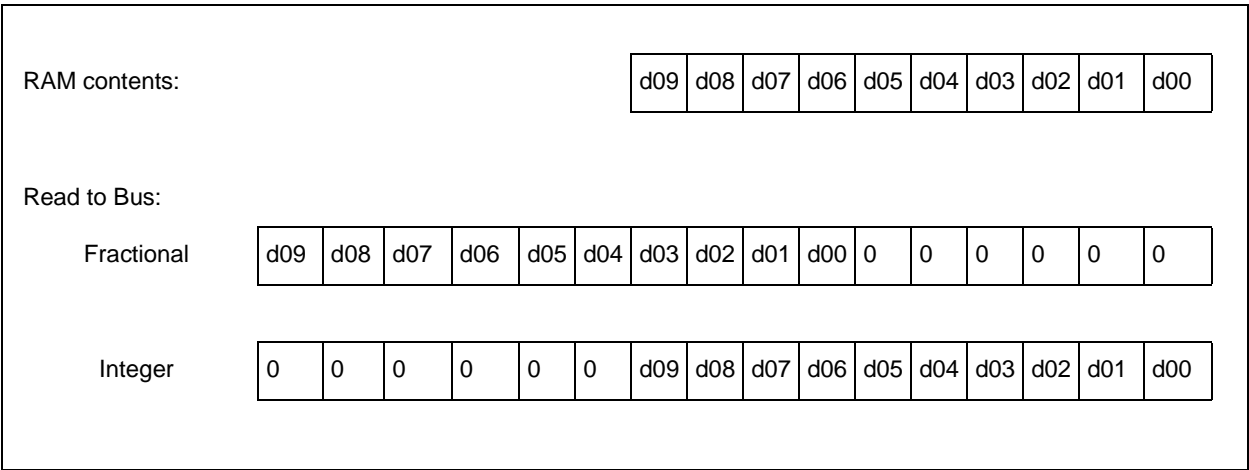 RAM contents: d09 d08 d07 d06 d05 d04 d03 d02 d01 d00
Read to Bus:
Fractional d09 d08 d07 d06 d05 d04 d03 d02 d01 d00 0 0 0 0 0 0
Integer 0 0 0 0 0 0 d09 d08 d07 d06 d05 d04 d03 d02 d01 d00